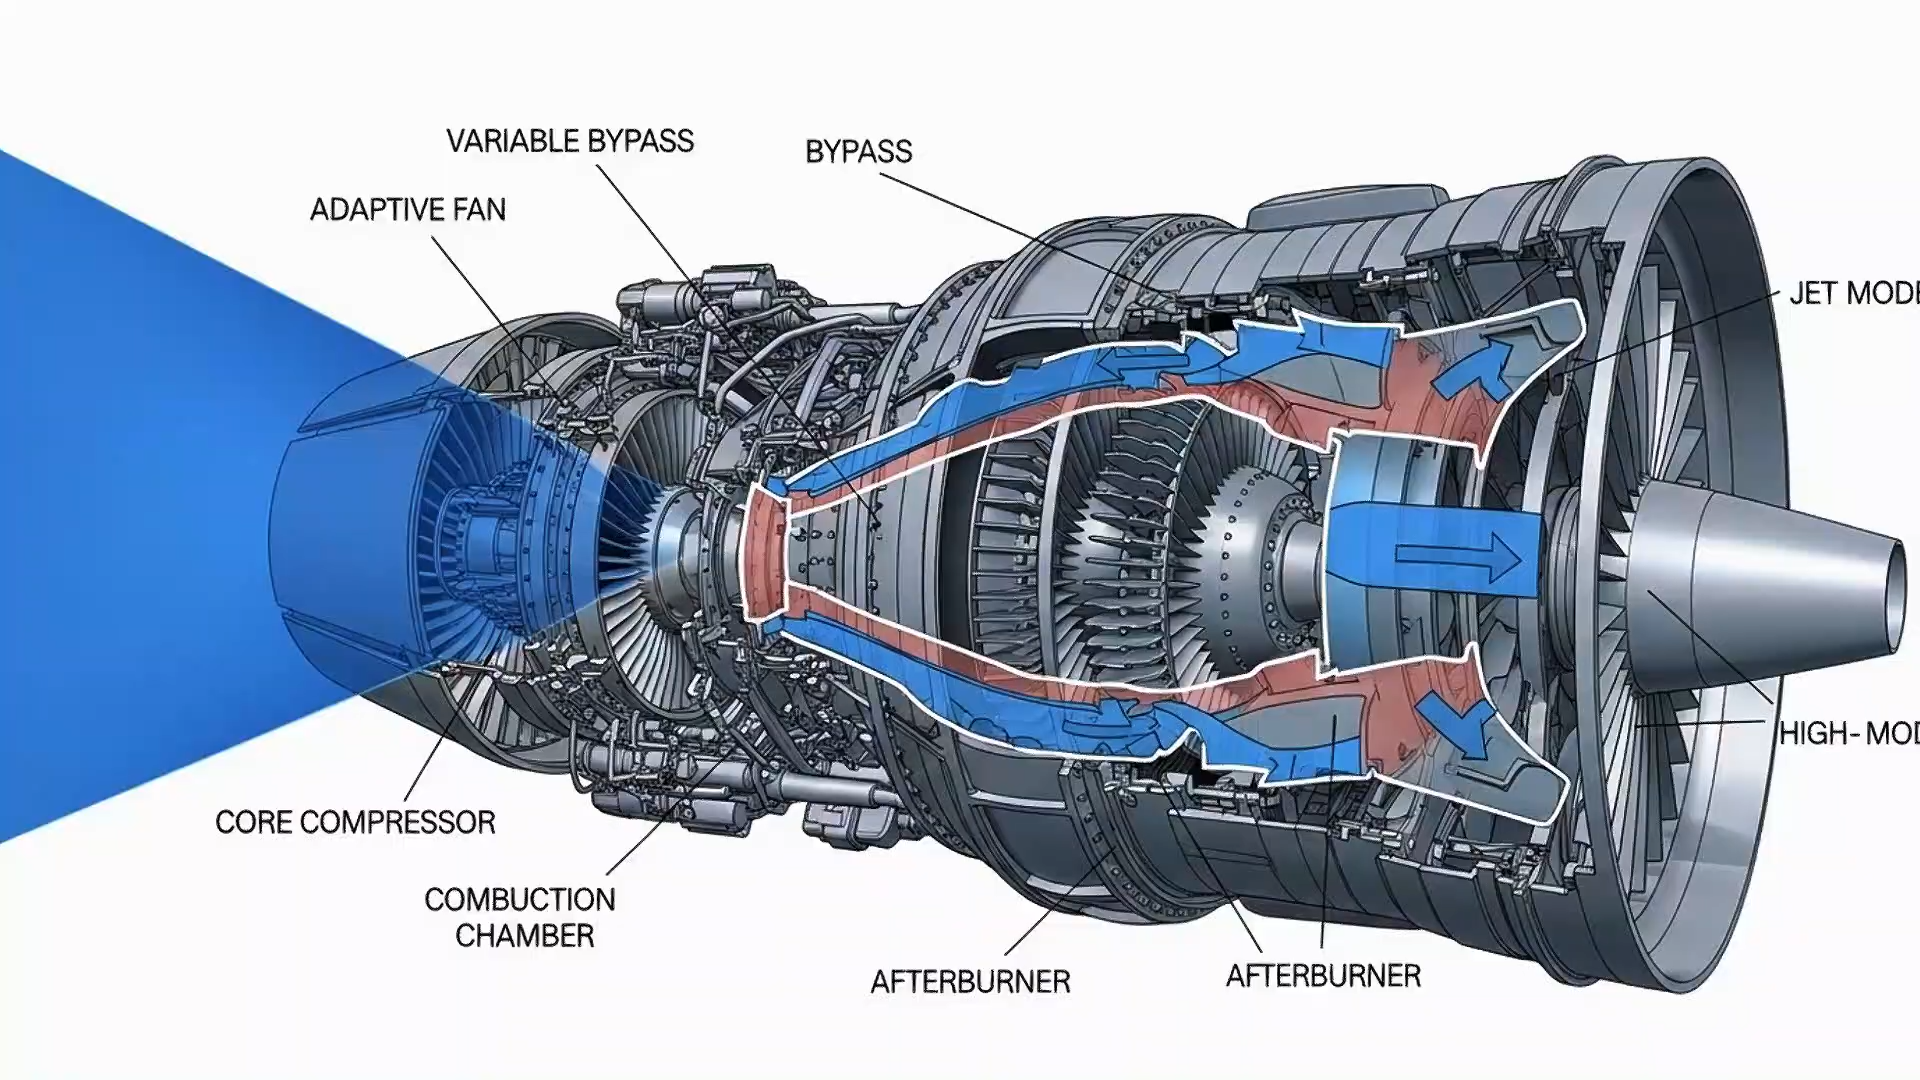 VARIABLE BYPASS
BYPASS
ADAPTIVE FAN
JET MODE
HIGH-MOD
CORE COMPRESSOR
COMBUCTION
CHAMBER
AFTERBURNER
AFTERBURNER